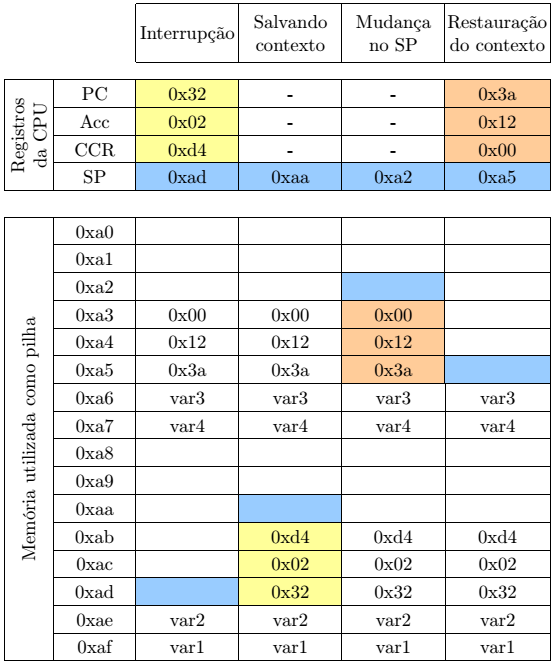 Interrupção Salvando contexto Mudança no SP Restauração do contexto
Registros da CPU
PC 0x32 - - 0x3a
Acc 0x02 - - 0x12
CCR 0xd4 - - 0x00
SP 0xad 0xaa 0xa2 0xa5
Memória utilizada como pilha
0xa0
0xa1
0xa2
0xa3 0x00 0x00 0x00
0xa4 0x12 0x12 0x12
0xa5 0x3a 0x3a 0x3a
0xa6 var3 var3 var3 var3
0xa7 var4 var4 var4 var4
0xa8
0xa9
0xaa
0xab 0xd4 0xd4 0xd4
0xac 0x02 0x02 0x02
0xad 0x32 0x32 0x32
0xae var2 var2 var2 var2
0xaf var1 var1 var1 var1